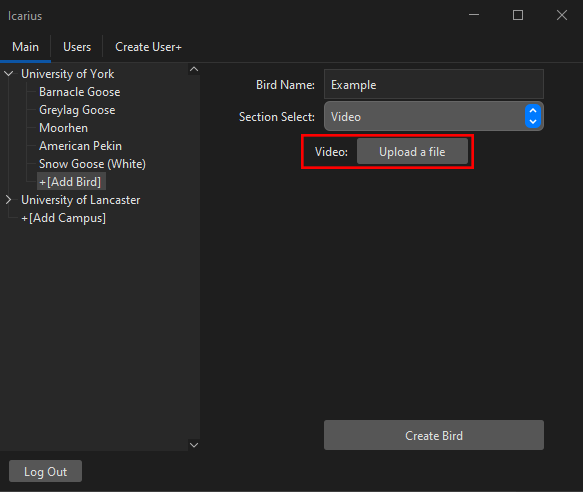 Icarius
Main Users Create User+
University of York
Barnacle Goose
Greylag Goose
Moorhen
American Pekin
Snow Goose (White)
+[Add Bird]
University of Lancaster
+[Add Campus]
Bird Name: Example
Section Select: Video
Video: Upload a file
Create Bird
Log Out